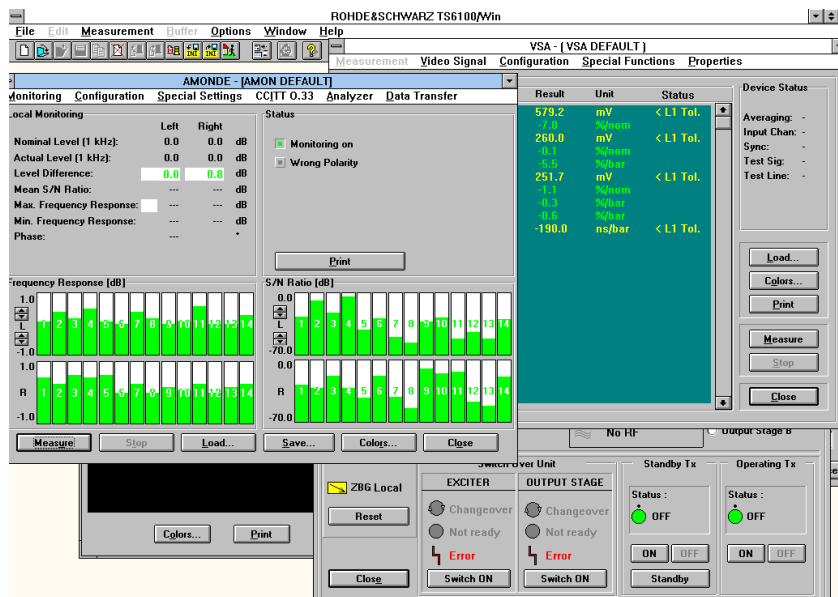 ROHDE&SCHWARZ TS6100/Win
File Edit Measurement Buffer Options Window Help
VSA - ( VSA DEFAULT )
Measurement Video Signal Configuration Special Functions Properties
Result Unit Status
579.2 mV < L1 Tol.
-7.0 %/nom
260.0 mV < L1 Tol.
-0.1 %/nom
-5.5 %/bar
251.7 mV < L1 Tol.
-1.1 %/nom
-0.3 %/bar
-0.6 %/bar
-190.0 ns/bar < L1 Tol.
Device Status
Averaging: -
Input Chan: -
Sync: -
Test Sig: -
Test Line: -
Load...
Colors...
Print
Measure
Stop
Close
AMONDE - [AMON DEFAULT]
Monitoring Configuration Special Settings CCITT O.33 Analyzer Data Transfer
Local Monitoring
Left Right
Nominal Level (1 kHz): 0.0 0.0 dB
Actual Level (1 kHz): 0.0 0.0 dB
Level Difference: 0.0 0.8 dB
Mean S/N Ratio: --- --- dB
Max. Frequency Response: --- --- dB
Min. Frequency Response: --- --- dB
Phase: --- °
Status
Monitoring on
Wrong Polarity
Print
Frequency Response [dB]
1.0
L
-1.0
1 2 3 4 5 6 7 8 9 10 11 12 13 14
1.0
R
-1.0
1 2 3 4 5 6 7 8 9 10 11 12 13 14
S/N Ratio [dB]
0.0
L
-70.0
1 2 3 4 5 6 7 8 9 10 11 12 13 14
0.0
R
-70.0
1 2 3 4 5 6 7 8 9 10 11 12 13 14
Measure Stop Load... Save... Colors... Close
Colors... Print
No RF
Output Stage B
ZBG Local
Reset
Close
Switch over Unit
EXCITER
Changeover
Not ready
Error
Switch ON
OUTPUT STAGE
Changeover
Not ready
Error
Switch ON
Standby Tx
Status :
OFF
ON OFF
Standby
Operating Tx
Status :
OFF
ON OFF